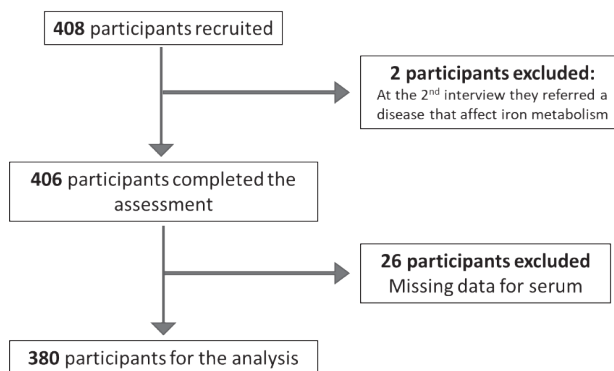 408 participants recruited
2 participants excluded:
At the 2nd interview they referred a
disease that affect iron metabolism
406 participants completed the
assessment
26 participants excluded
Missing data for serum
380 participants for the analysis